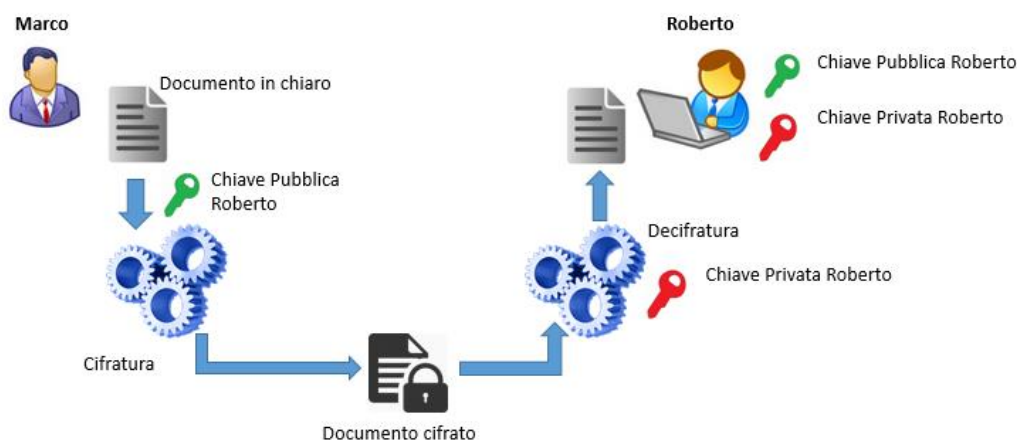 Marco
Documento in chiaro
Chiave Pubblica
Roberto
Cifratura
Documento cifrato
Roberto
Chiave Pubblica Roberto
Chiave Privata Roberto
Decifratura
Chiave Privata Roberto